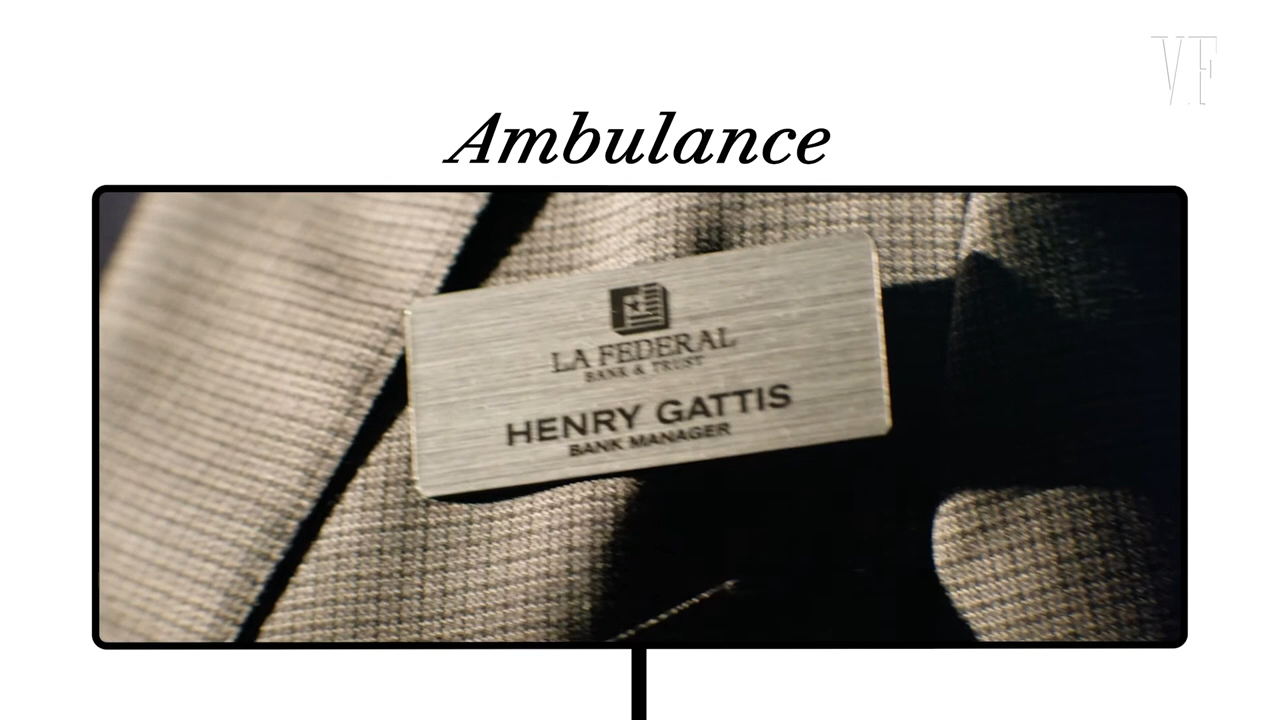 VF
Ambulance
LA FEDERAL
BANK & TRUST
HENRY GATTIS
BANK MANAGER